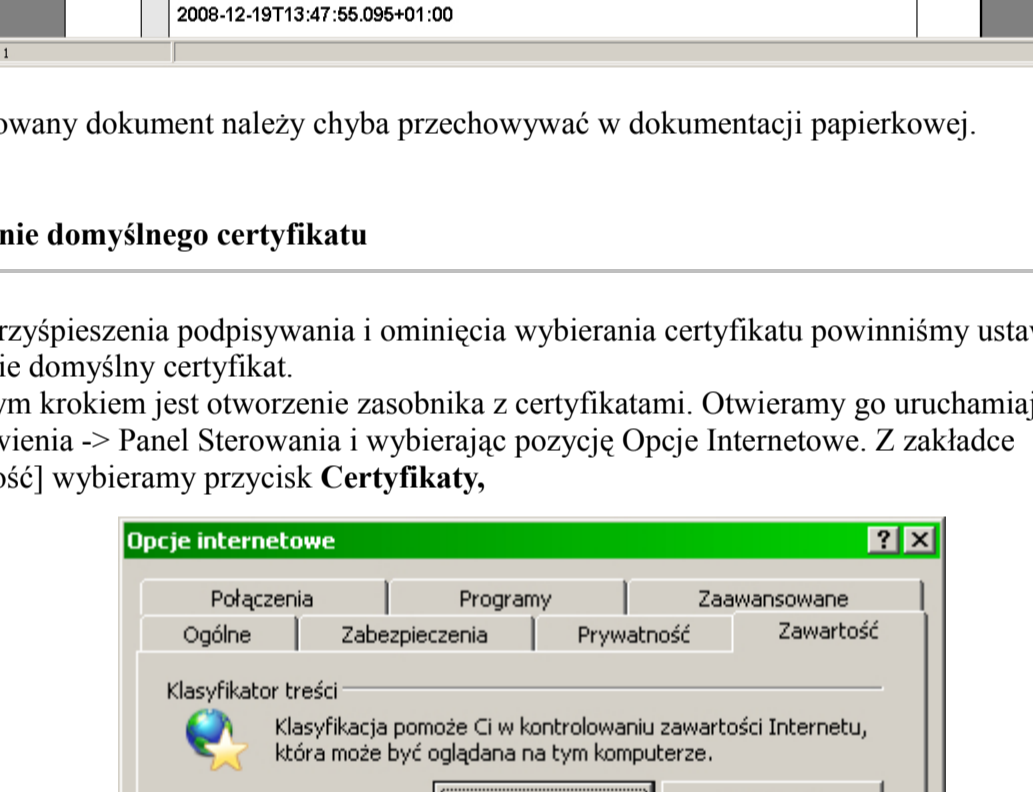 2008-12-19T13:47:55.095+01:00
1
owany dokument należy chyba przechowywać w dokumentacji papierkowej.
nie domyślnego certyfikatu
rzyśpieszenia podpisywania i ominięcia wybierania certyfikatu powinniśmy usta
ie domyślny certyfikat.
ym krokiem jest otworzenie zasobnika z certyfikatami. Otwieramy go uruchamiaj
wienia -> Panel Sterowania i wybierając pozycję Opcje Internetowe. Z zakładce
ość] wybieramy przycisk Certyfikaty,
Opcje internetowe
Połączenia Programy Zaawansowane
Ogólne Zabezpieczenia Prywatność Zawartość
Klasyfikator treści
Klasyfikacja pomoże Ci w kontrolowaniu zawartości Internetu,
która może być oglądana na tym komputerze.